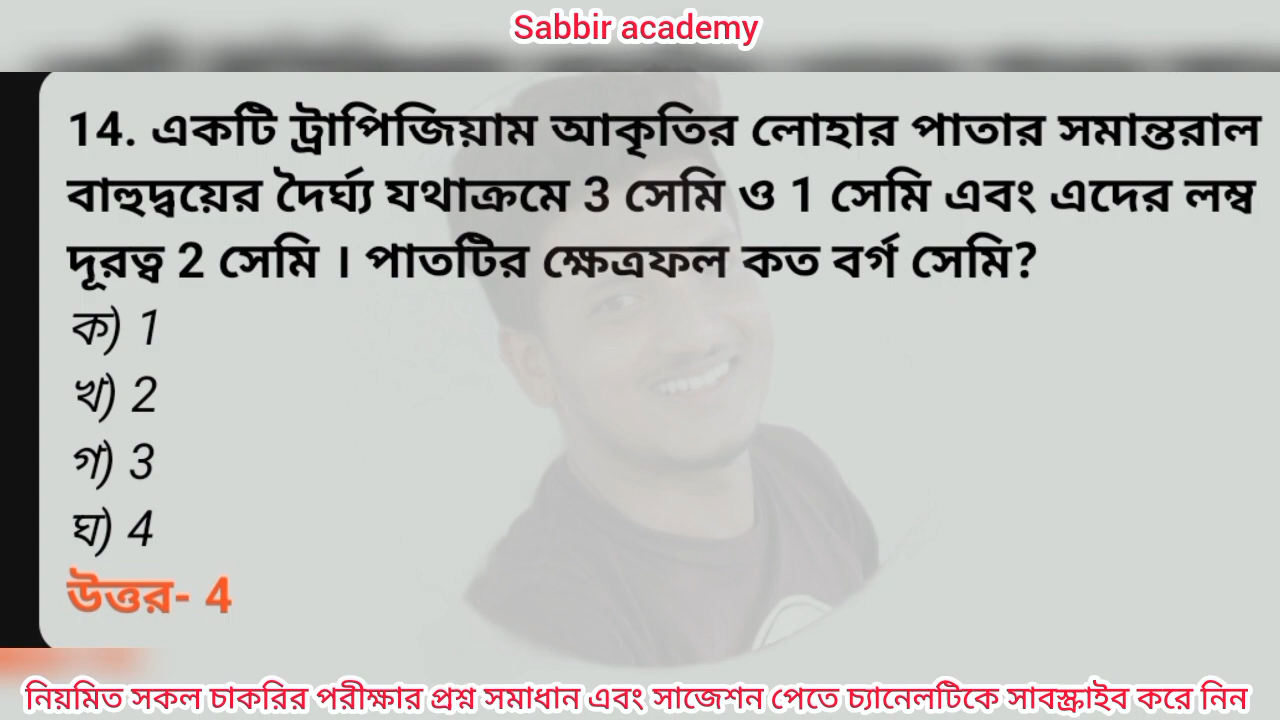 Sabbir academy
14. একটি ট্রাপিজিয়াম আকৃতির লোহার পাতার সমান্তরাল
বাহুদ্বয়ের দৈর্ঘ্য যথাক্রমে 3 সেমি ও 1 সেমি এবং এদের লম্ব
দূরত্ব 2 সেমি । পাতটির ক্ষেত্রফল কত বর্গ সেমি?
ক) 1
খ) 2
গ) 3
ঘ) 4
উত্তর- 4
নিয়মিত সকল চাকরির পরীক্ষার প্রশ্ন সমাধান এবং সাজেশন পেতে চ্যানেলটিকে সাবস্ক্রাইব করে নিন